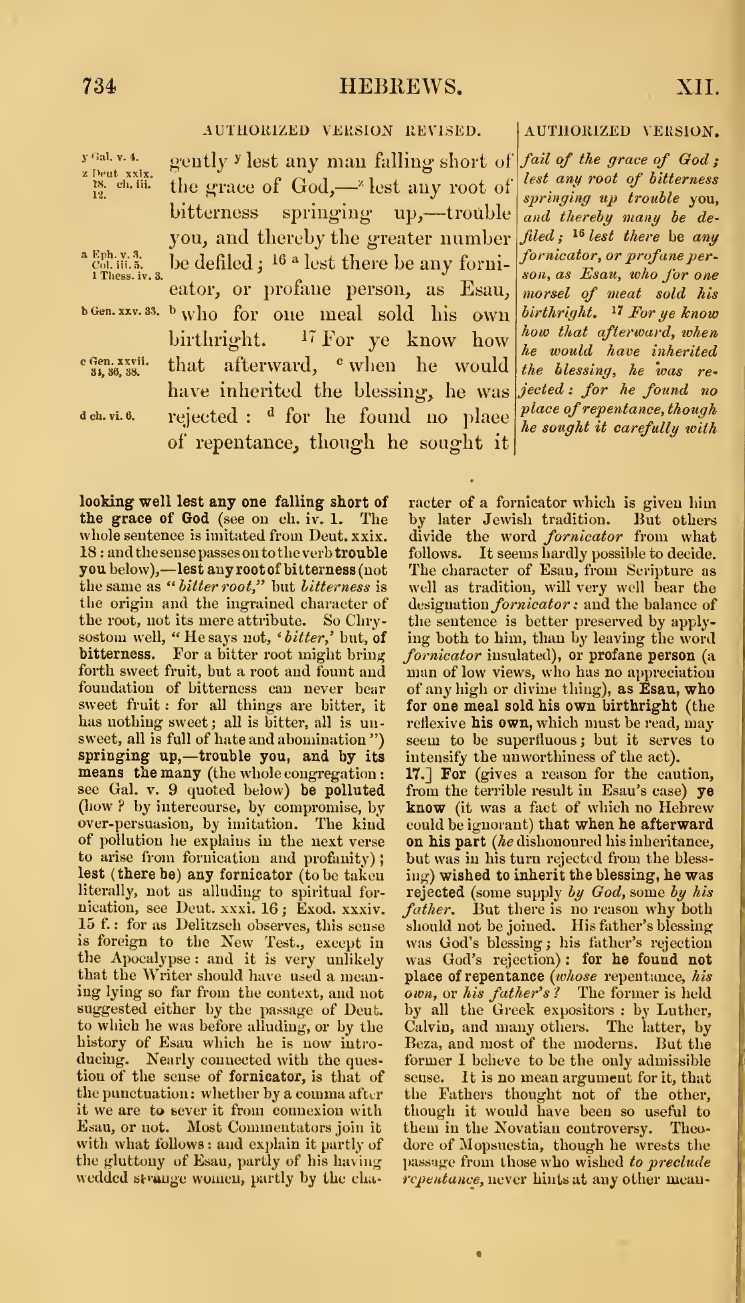 734
HEBREWS.
XII.
AUTHORIZED VERSION REVISED.
y Gal. v. 4.
z Deut. xxix.
18. ch. iii.
12.
a Eph. v. 3.
Col. iii. 5.
1 Thess. iv. 3.
b Gen. xxv. 33.
c Gen. xxvii.
34, 36, 38.
d ch. vi. 6.
gently y lest any man falling short of
the grace of God,—z lest any root of
bitterness springing up,—trouble
you, and thereby the greater number
be defiled ; 16 a lest there be any forni-
cator, or profane person, as Esau,
b who for one meal sold his own
birthright. 17 For ye know how
that afterward, c when he would
have inherited the blessing, he was
rejected : d for he found no place
of repentance, though he sought it
AUTHORIZED VERSION.
fail of the grace of God ;
lest any root of bitterness
springing up trouble you,
and thereby many be de-
filed ; 16 lest there be any
fornicator, or profane per-
son, as Esau, who for one
morsel of meat sold his
birthright. 17 For ye know
how that afterward, when
he would have inherited
the blessing, he was re-
jected : for he found no
place of repentance, though
he sought it carefully with
looking well lest any one falling short of
the grace of God (see on ch. iv. 1. The
whole sentence is imitated from Deut. xxix.
18 : and the sense passes on to the verb trouble
you below),—lest any root of bitterness (not
the same as “ bitter root,” but bitterness is
the origin and the ingrained character of
the root, not its mere attribute. So Chry-
sostom well, “ He says not, ‘ bitter,’ but, of
bitterness. For a bitter root might bring
forth sweet fruit, but a root and fount and
foundation of bitterness can never bear
sweet fruit : for all things are bitter, it
has nothing sweet ; all is bitter, all is un-
sweet, all is full of hate and abomination ”)
springing up,—trouble you, and by its
means the many (the whole congregation :
see Gal. v. 9 quoted below) be polluted
(how ? by intercourse, by compromise, by
over-persuasion, by imitation. The kind
of pollution he explains in the next verse
to arise from fornication and profanity) ;
lest (there be) any fornicator (to be taken
literally, not as alluding to spiritual for-
nication, see Deut. xxxi. 16 ; Exod. xxxiv.
15 f. : for as Delitzsch observes, this sense
is foreign to the New Test., except in
the Apocalypse : and it is very unlikely
that the Writer should have used a mean-
ing lying so far from the context, and not
suggested either by the passage of Deut.
to which he was before alluding, or by the
history of Esau which he is now intro-
ducing. Nearly connected with the ques-
tion of the sense of fornicator, is that of
the punctuation : whether by a comma after
it we are to sever it from connexion with
Esau, or not. Most Commentators join it
with what follows : and explain it partly of
the gluttony of Esau, partly of his having
wedded strange women, partly by the cha-
racter of a fornicator which is given him
by later Jewish tradition. But others
divide the word fornicator from what
follows. It seems hardly possible to decide.
The character of Esau, from Scripture as
well as tradition, will very well bear the
designation fornicator : and the balance of
the sentence is better preserved by apply-
ing both to him, than by leaving the word
fornicator insulated), or profane person (a
man of low views, who has no appreciation
of any high or divine thing), as Esau, who
for one meal sold his own birthright (the
reflexive his own, which must be read, may
seem to be superfluous ; but it serves to
intensify the unworthiness of the act).
17.] For (gives a reason for the caution,
from the terrible result in Esau’s case) ye
know (it was a fact of which no Hebrew
could be ignorant) that when he afterward
on his part (he dishonoured his inheritance,
but was in his turn rejected from the bless-
ing) wished to inherit the blessing, he was
rejected (some supply by God, some by his
father. But there is no reason why both
should not be joined. His father’s blessing
was God’s blessing ; his father’s rejection
was God’s rejection) : for he found not
place of repentance (whose repentance, his
own, or his father’s ? The former is held
by all the Greek expositors : by Luther,
Calvin, and many others. The latter, by
Beza, and most of the moderns. But the
former I believe to be the only admissible
sense. It is no mean argument for it, that
the Fathers thought not of the other,
though it would have been so useful to
them in the Novatian controversy. Theo-
dore of Mopsuestia, though he wrests the
passage from those who wished to preclude
repentance, never hints at any other mean-